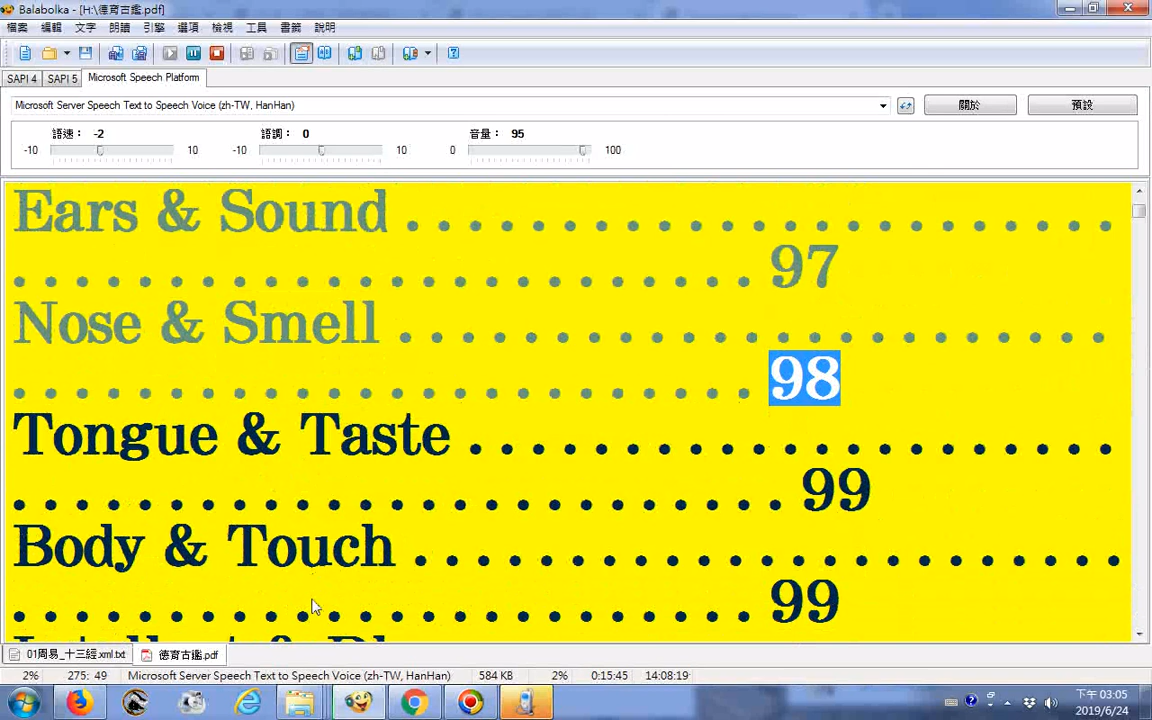 Balabolka - [H:\德育古鑑.pdf]
檔案 編輯 文字 朗讀 引擎 選項 檢視 工具 書籤 說明
SAPI 4 SAPI 5 Microsoft Speech Platform
Microsoft Server Speech Text to Speech Voice (zh-TW, HanHan) 關於 預設
語速： -2 語調： 0 音量： 95
-10 10 -10 10 0 100
Ears & Sound . . . . . . . . . . . . . . . . . . . . . . .
. . . . . . . . . . . . . . . . . . . . . . . . 97
Nose & Smell . . . . . . . . . . . . . . . . . . . . . . .
. . . . . . . . . . . . . . . . . . . . . . . . 98
Tongue & Taste . . . . . . . . . . . . . . . . . . . . .
. . . . . . . . . . . . . . . . . . . . . . . . . 99
Body & Touch . . . . . . . . . . . . . . . . . . . . . . .
. . . . . . . . . . . . . . . . . . . . . . . . 99
01周易_十三經.xml.txt 德育古鑑.pdf
2% 275: 49 Microsoft Server Speech Text to Speech Voice (zh-TW, HanHan) 584 KB 2% 0:15:45 14:08:19
下午 03:05
2019/6/24